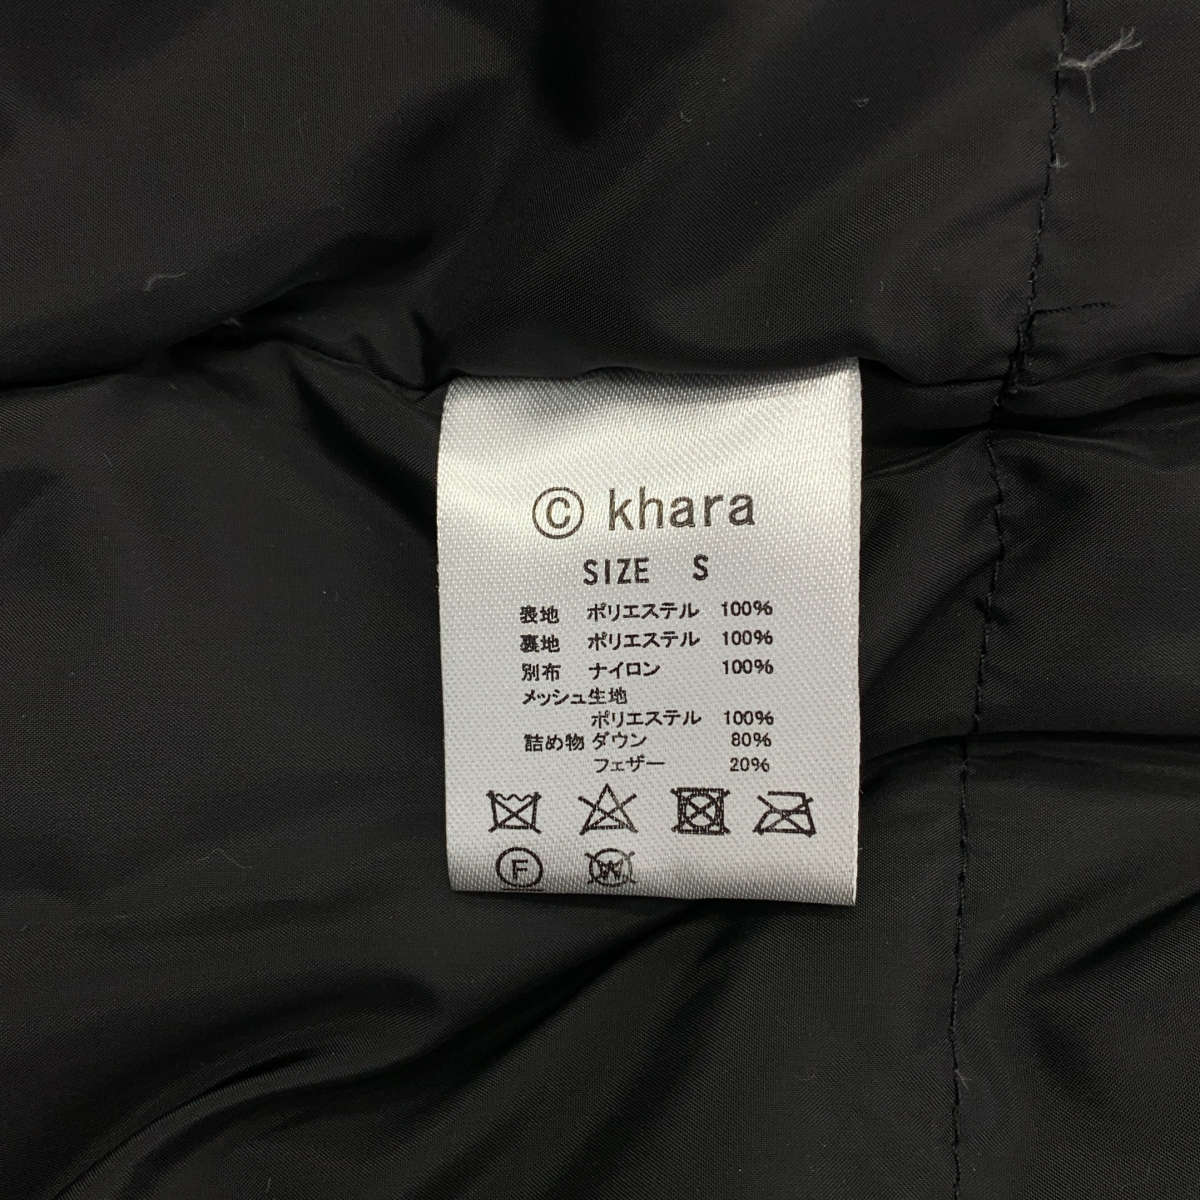 © khara
SIZE S
表地 ポリエステル 100%
裏地 ポリエステル 100%
別布 ナイロン 100%
メッシュ生地
ポリエステル 100%
詰め物 ダウン 80%
フェザー 20%
F W